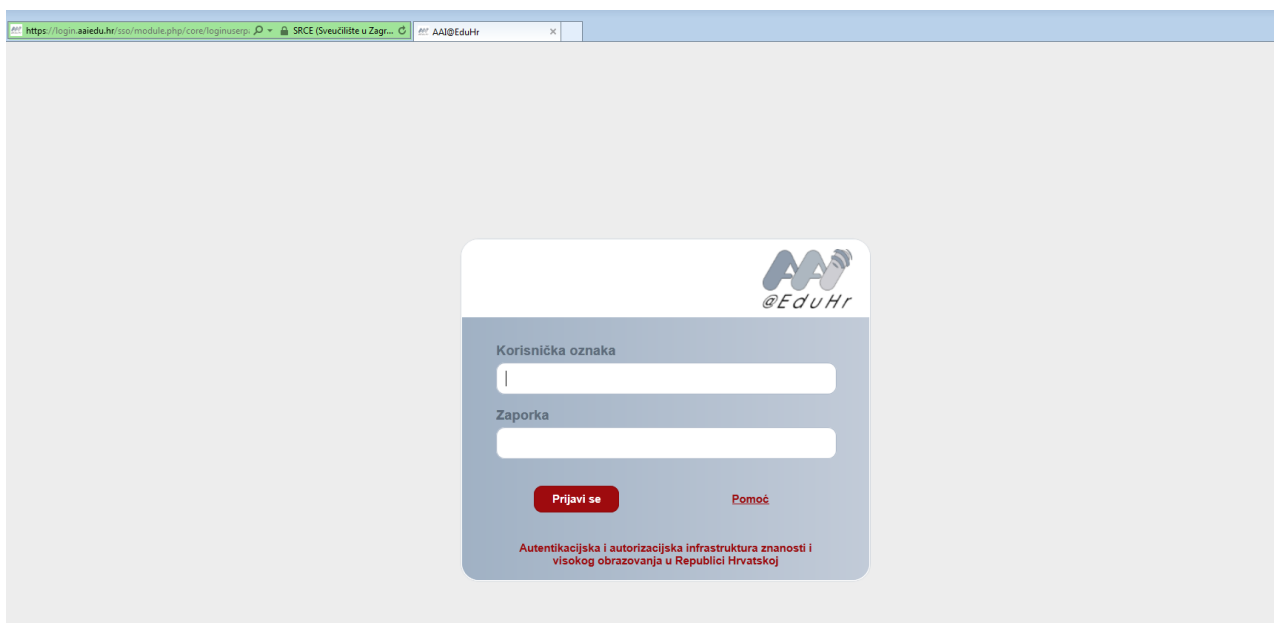 https://login.aaiedu.hr/sso/module.php/core/loginuserp SRCE (Sveučilište u Zagr... AAI@EduHr
AAI
@EduHr
Korisnička oznaka
Zaporka
Prijavi se Pomoć
Autentikacijska i autorizacijska infrastruktura znanosti i
visokog obrazovanja u Republici Hrvatskoj